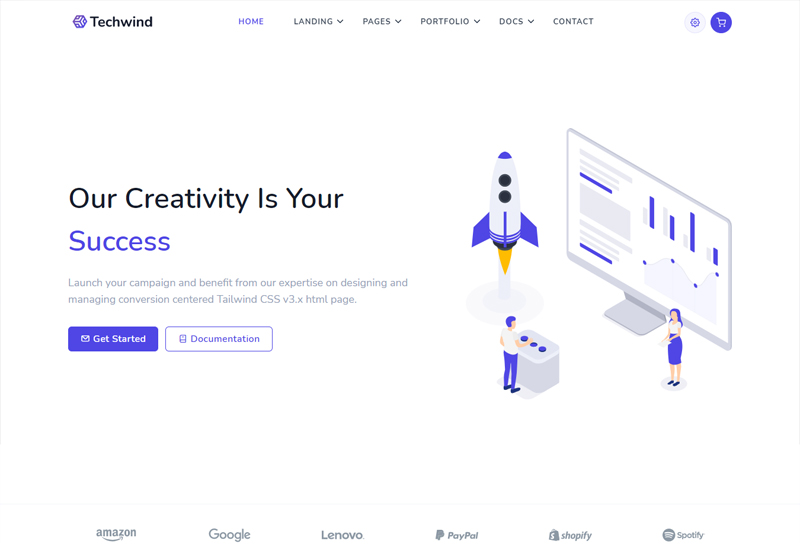 Techwind
HOME LANDING PAGES PORTFOLIO DOCS CONTACT
Our Creativity Is Your
Success
Launch your campaign and benefit from our expertise on designing and
managing conversion centered Tailwind CSS v3.x html page.
Get Started Documentation
amazon Google Lenovo. PayPal shopify Spotify